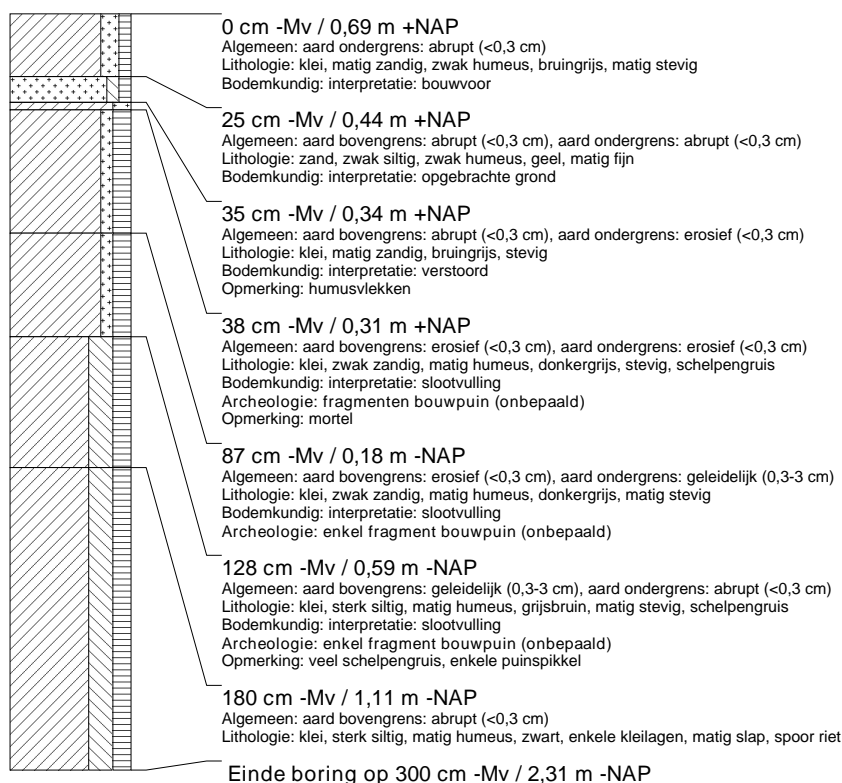 0 cm -Mv / 0,69 m +NAP
Algemeen: aard ondergrens: abrupt (<0,3 cm)
Lithologie: klei, matig zandig, zwak humeus, bruingrijs, matig stevig
Bodemkundig: interpretatie: bouwvoor
25 cm -Mv / 0,44 m +NAP
Algemeen: aard bovengrens: abrupt (<0,3 cm), aard ondergrens: abrupt (<0,3 cm)
Lithologie: zand, zwak siltig, zwak humeus, geel, matig fijn
Bodemkundig: interpretatie: opgebrachte grond
35 cm -Mv / 0,34 m +NAP
Algemeen: aard bovengrens: abrupt (<0,3 cm), aard ondergrens: erosief (<0,3 cm)
Lithologie: klei, matig zandig, bruingrijs, stevig
Bodemkundig: interpretatie: verstoord
Opmerking: humusvlekken
38 cm -Mv / 0,31 m +NAP
Algemeen: aard bovengrens: erosief (<0,3 cm), aard ondergrens: erosief (<0,3 cm)
Lithologie: klei, zwak zandig, matig humeus, donkergrijs, stevig, schelpengruis
Bodemkundig: interpretatie: slootvulling
Archeologie: fragmenten bouwpuin (onbepaald)
Opmerking: mortel
87 cm -Mv / 0,18 m -NAP
Algemeen: aard bovengrens: erosief (<0,3 cm), aard ondergrens: geleidelijk (0,3-3 cm)
Lithologie: klei, zwak zandig, matig humeus, donkergrijs, matig stevig
Bodemkundig: interpretatie: slootvulling
Archeologie: enkel fragment bouwpuin (onbepaald)
128 cm -Mv / 0,59 m -NAP
Algemeen: aard bovengrens: geleidelijk (0,3-3 cm), aard ondergrens: abrupt (<0,3 cm)
Lithologie: klei, sterk siltig, matig humeus, grijsbruin, matig stevig, schelpengruis
Bodemkundig: interpretatie: slootvulling
Archeologie: enkel fragment bouwpuin (onbepaald)
Opmerking: veel schelpengruis, enkele puinspikkel
180 cm -Mv / 1,11 m -NAP
Algemeen: aard bovengrens: abrupt (<0,3 cm)
Lithologie: klei, sterk siltig, matig humeus, zwart, enkele kleilagen, matig slap, spoor riet
Einde boring op 300 cm -Mv / 2,31 m -NAP